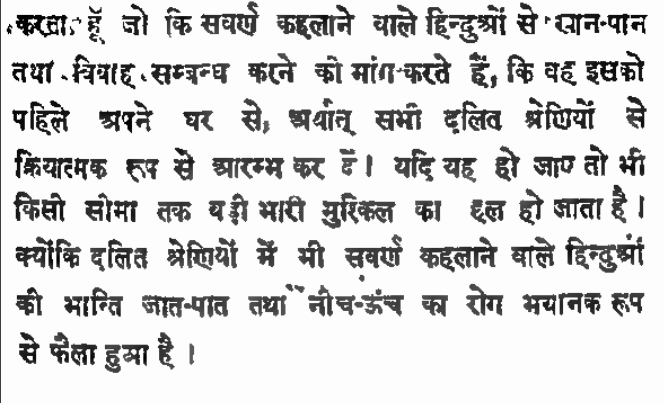 करता हूँ जो कि सवर्ण कहलाने वाले हिन्दुओं से खान-पान
तथा विवाह सम्बन्ध करने की मांग करते हैं, कि वह इसको
पहिले अपने घर से, अर्थात् सभी दलित श्रेणियों से
क्रियात्मक रूप से आरम्भ कर दें। यदि यह हो जाए तो भी
किसी सीमा तक बड़ी भारी मुश्किल का हल हो जाता है।
क्योंकि दलित श्रेणियों में भी सवर्ण कहलाने वाले हिन्दुओं
की भान्ति जात-पात तथा नीच-ऊंच का रोग भयानक रूप
से फैला हुआ है।